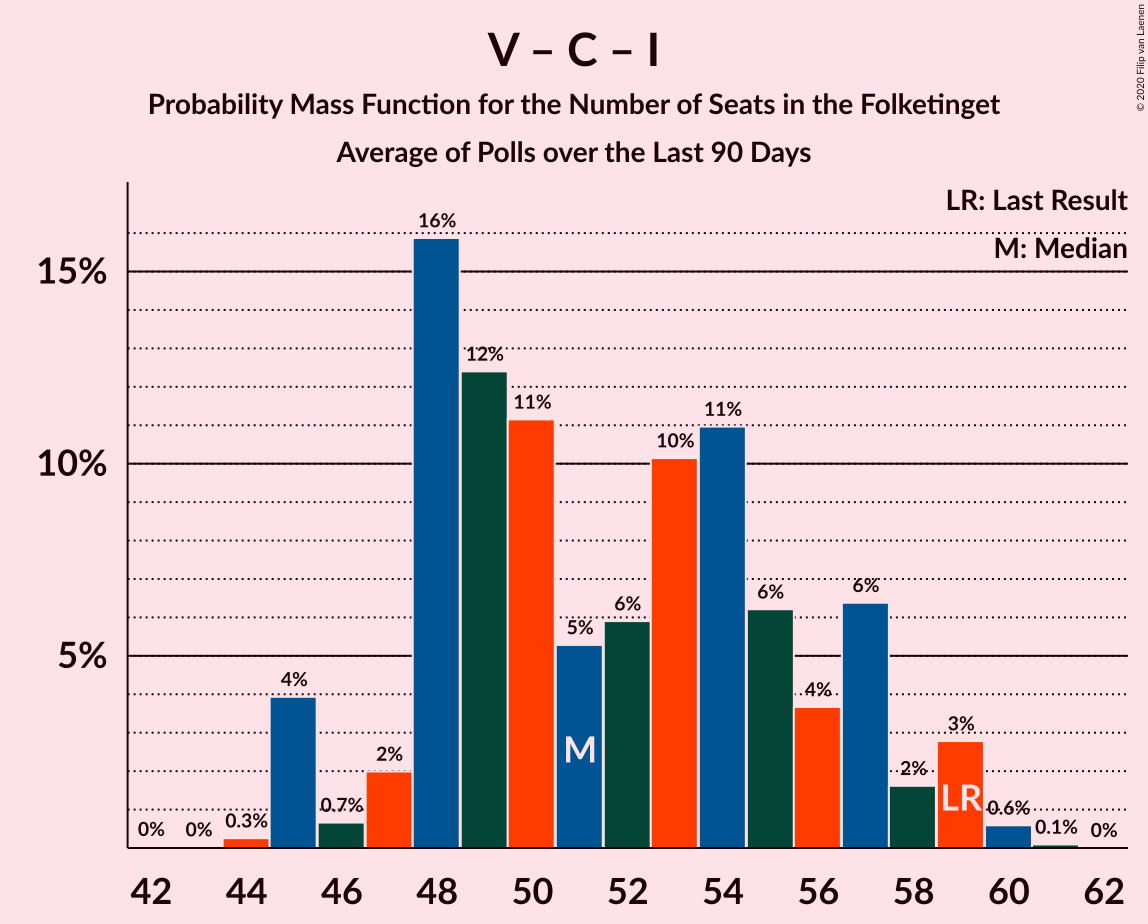 V – C – I
Probability Mass Function for the Number of Seats in the Folketinget
Average of Polls over the Last 90 Days
© 2020 Filip van Laenen
LR: Last Result
M: Median
15%
10%
5%
0%
0%
0.3%
4%
0.7%
2%
16%
12%
11%
5%
6%
10%
11%
6%
4%
6%
2%
3%
0.6%
0.1%
0%
M
LR
42 44 46 48 50 52 54 56 58 60 62